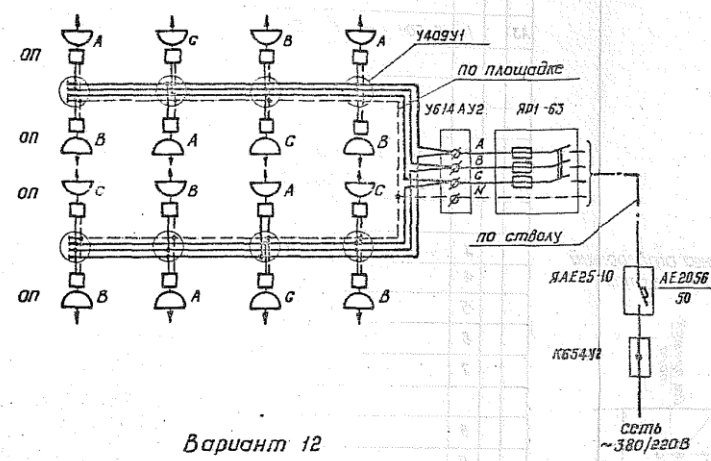 A G B A
ОП
У409У1
по площадке
У614АУ2 ЯР1-63
ОП
B A G B
A
B
G
N
ОП
C B A C
по стволу
ОП
B A G B
ЯАЕ25-10
АЕ2056
50
К654У2
сеть
~380/220В
Вариант 12